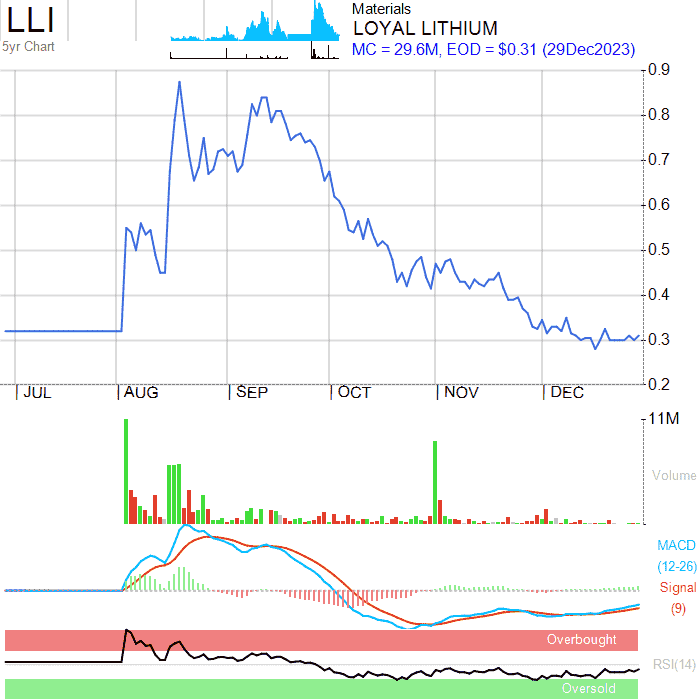 LLI
5yr Chart
Materials
LOYAL LITHIUM
MC = 29.6M, EOD = $0.31 (29Dec2023)
0.9
0.8
0.7
0.6
0.5
0.4
0.3
0.2
JUL AUG SEP OCT NOV DEC
11M
Volume
MACD
(12-26)
Signal
(9)
Overbought
RSI(14)
Oversold